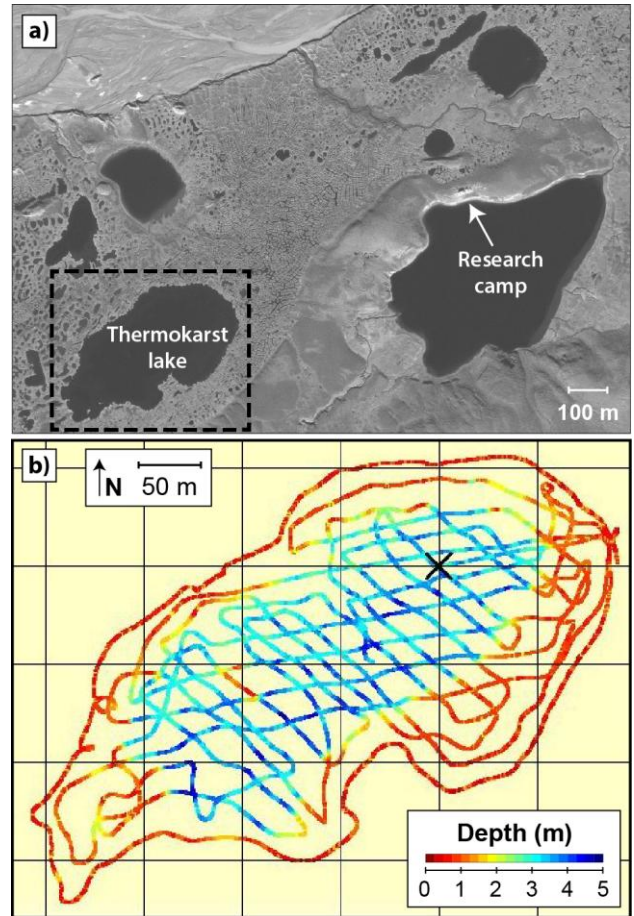 a)
Research
camp
Thermokarst
lake
100 m
b)
N
50 m
Depth (m)
0 1 2 3 4 5